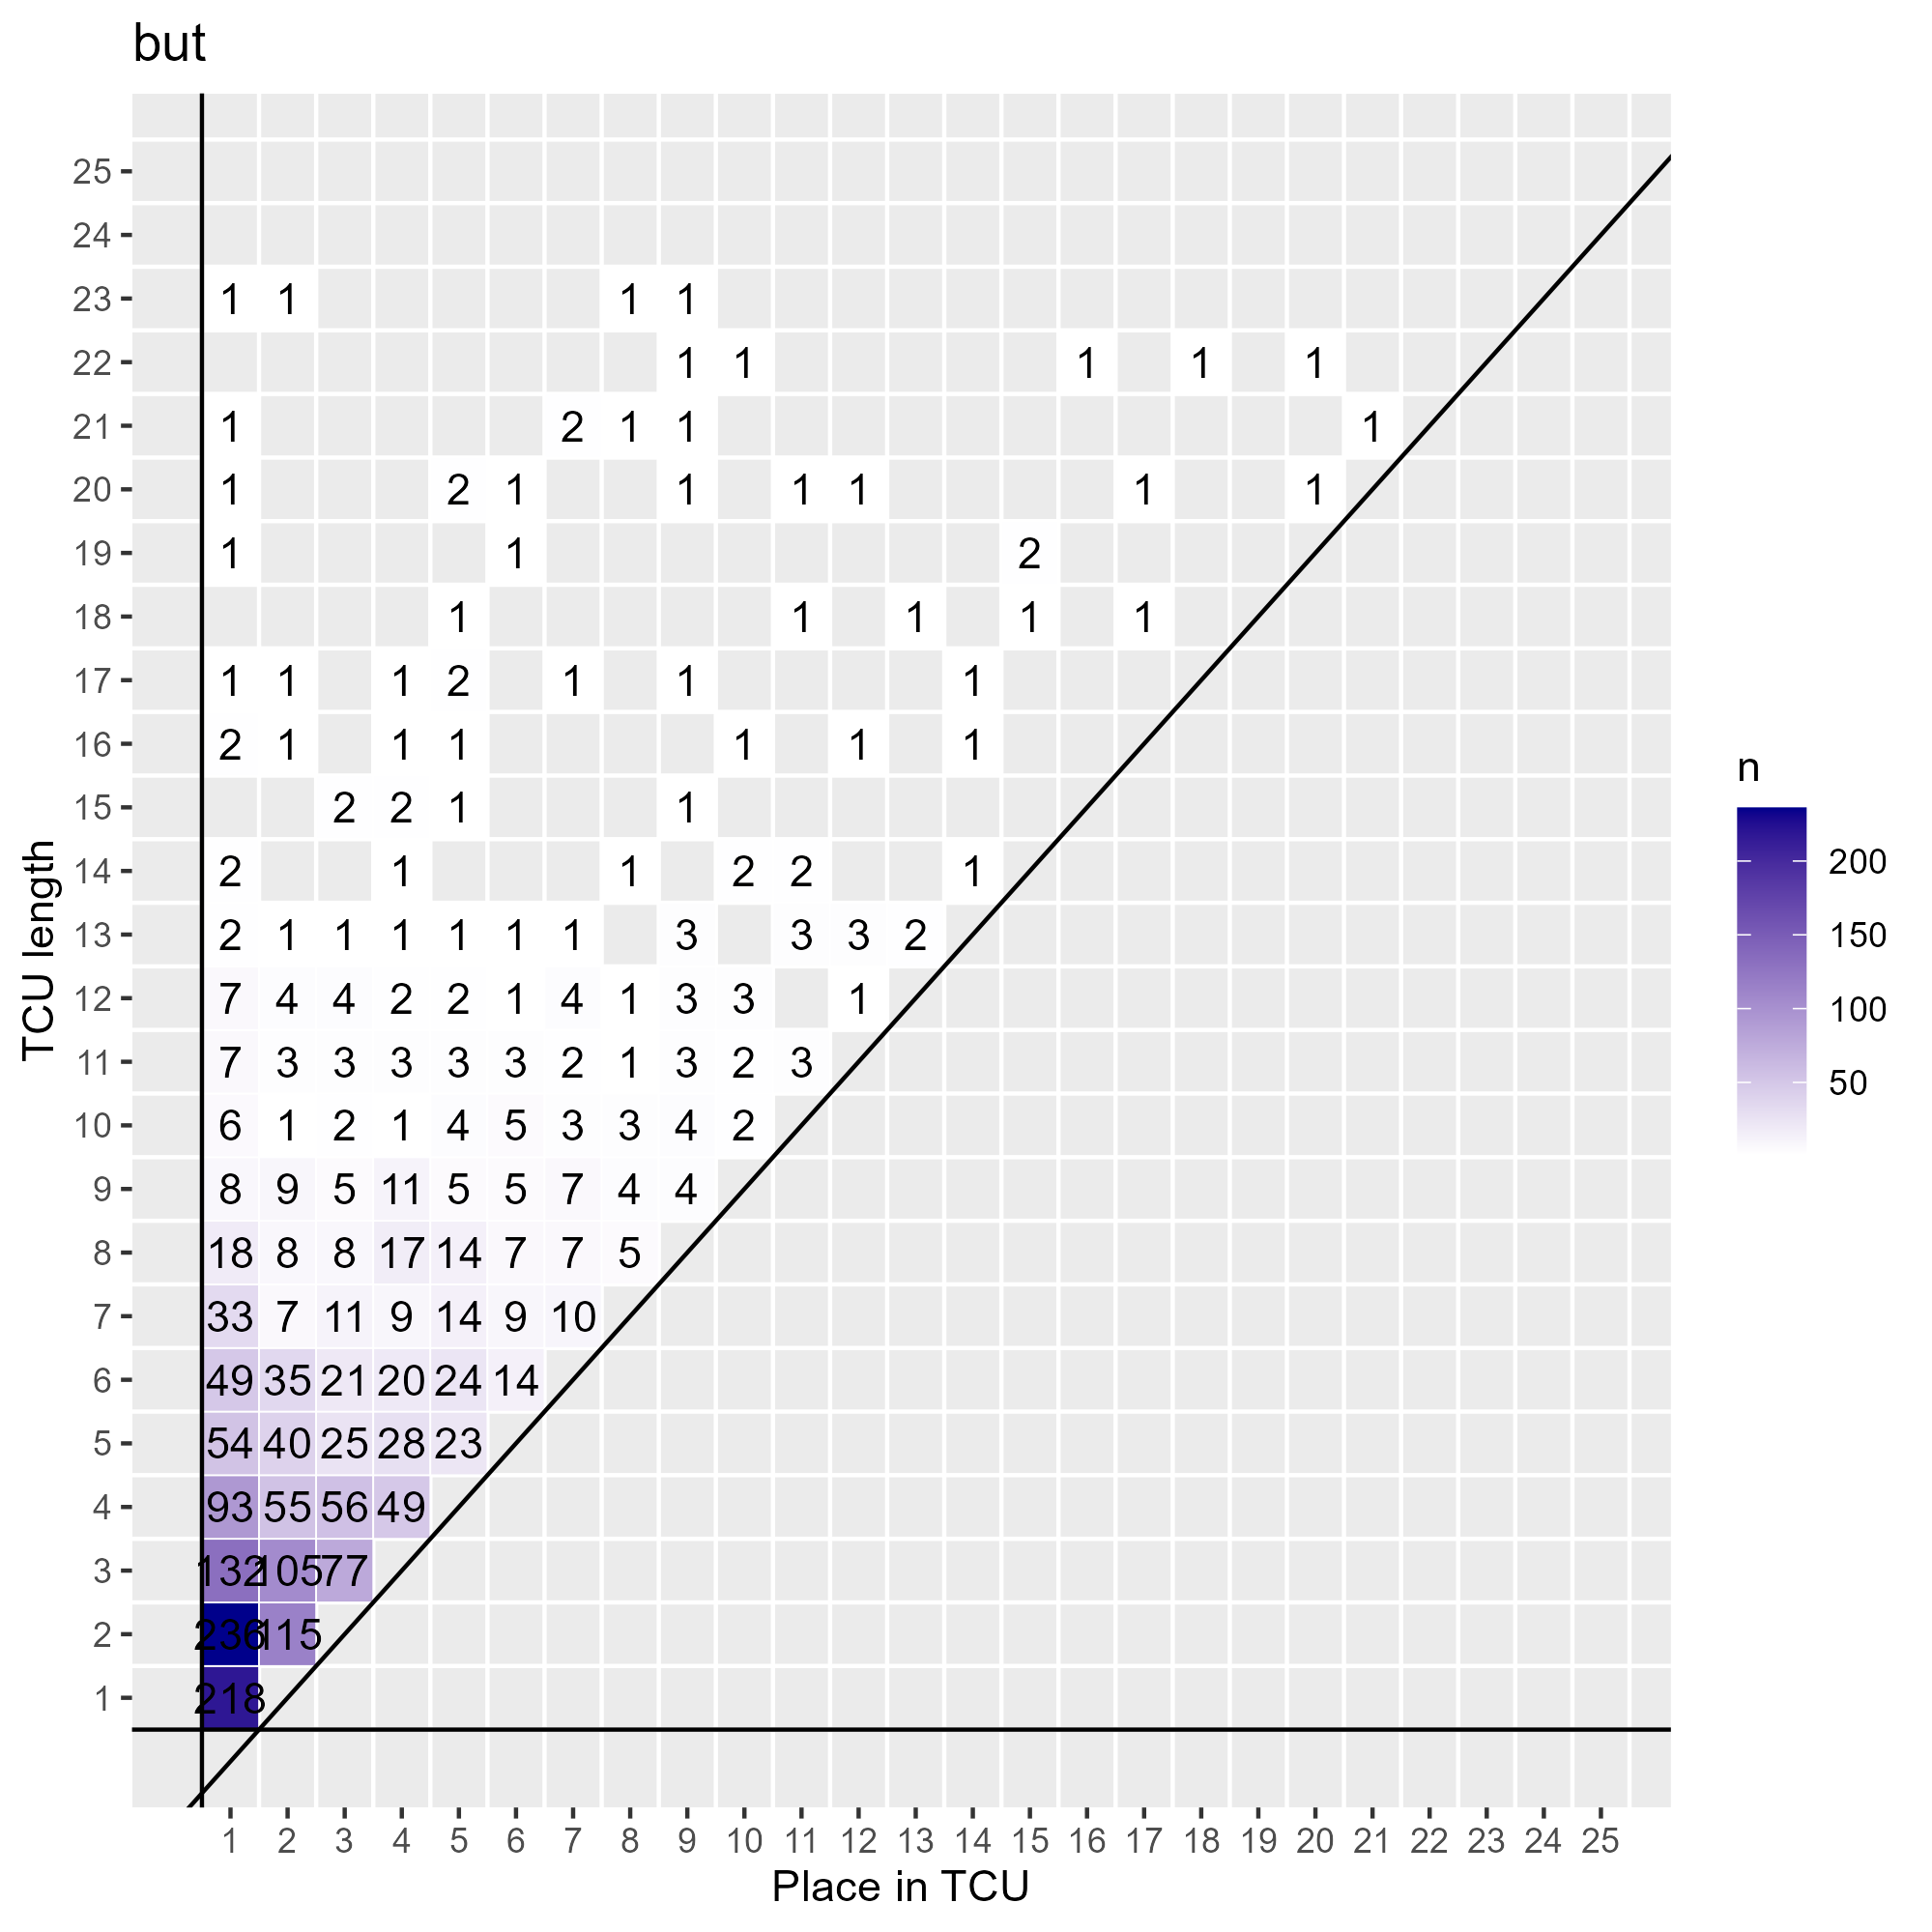 but
25
24
23 1 1 1 1
22 1 1 1 1 1
21 1 2 1 1 1
20 1 2 1 1 1 1 1 1
19 1 1 2
18 1 1 1 1 1
17 1 1 1 2 1 1 1
16 2 1 1 1 1 1 1
15 2 2 1 1
14 2 1 1 2 2 1
13 2 1 1 1 1 1 1 3 3 3 2
12 7 4 4 2 2 1 4 1 3 3 1
11 7 3 3 3 3 3 2 1 3 2 3
10 6 1 2 1 4 5 3 3 4 2
9 8 9 5 11 5 5 7 4 4
8 18 8 8 17 14 7 7 5
7 33 7 11 9 14 9 10
6 49 35 21 20 24 14
5 54 40 25 28 23
4 93 55 56 49
3 132 105 77
2 236 115
1 218
1 2 3 4 5 6 7 8 9 10 11 12 13 14 15 16 17 18 19 20 21 22 23 24 25
Place in TCU
TCU length
n
200
150
100
50